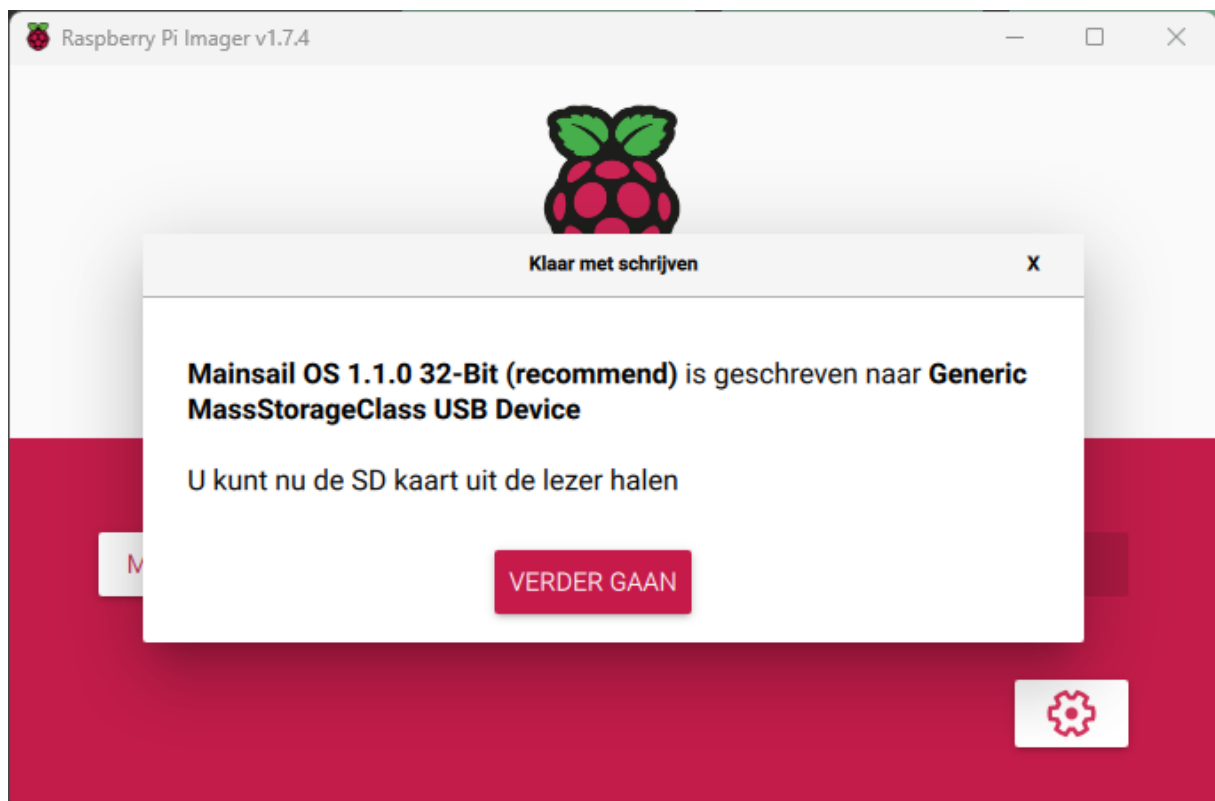 Raspberry Pi Imager v1.7.4
Klaar met schrijven
X
Mainsail OS 1.1.0 32-Bit (recommend) is geschreven naar Generic
MassStorageClass USB Device
U kunt nu de SD kaart uit de lezer halen
M
VERDER GAAN